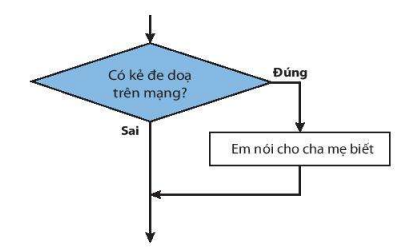 Có kẻ đe doạ
trên mạng?
Đúng
Sai
Em nói cho cha mẹ biết